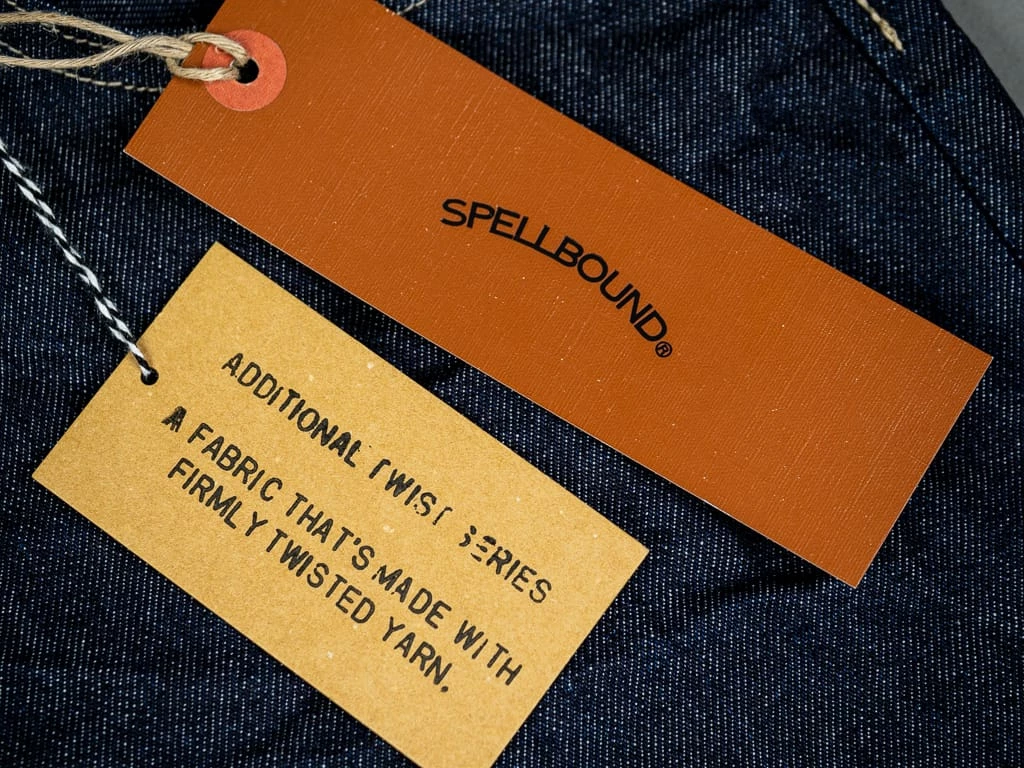 SPELLBOUND®
ADDITIONAL TWIST SERIES
A FABRIC THAT'S MADE WITH
FIRMLY TWISTED YARN.